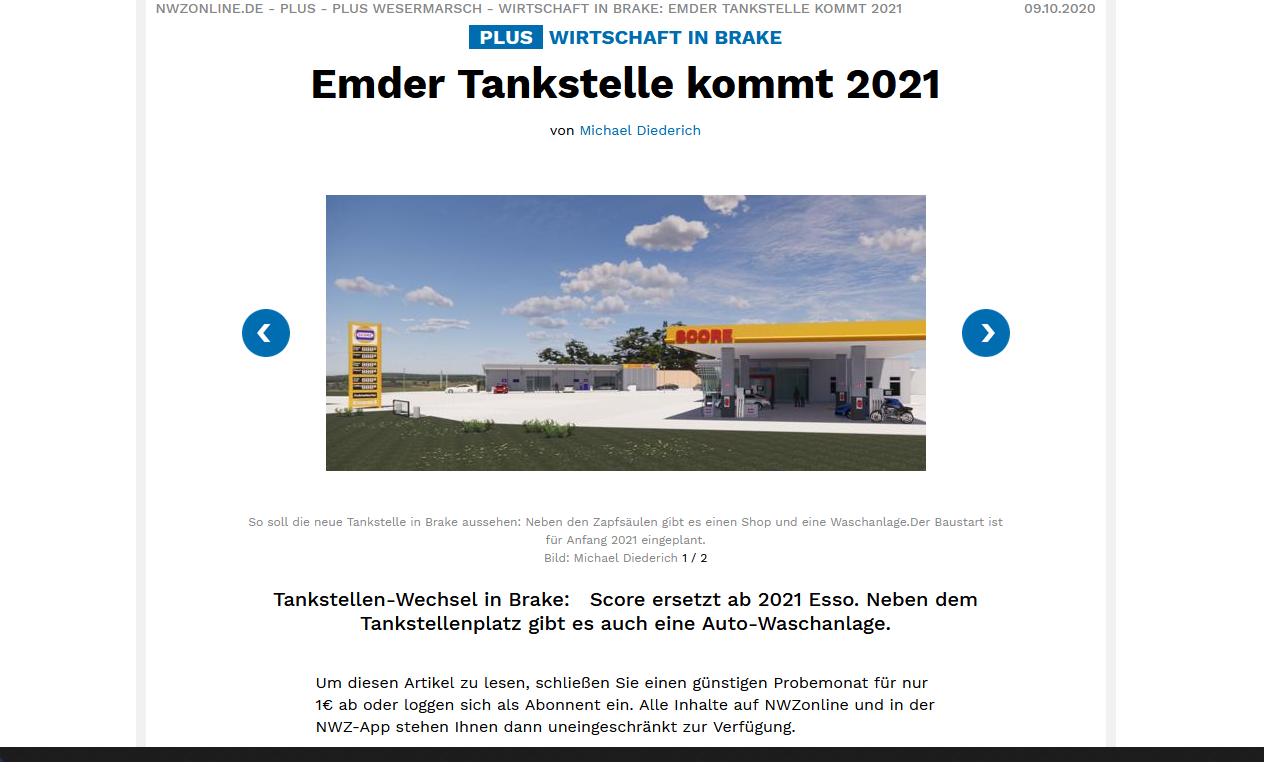 NWZONLINE.DE - PLUS - PLUS WESERMARSCH - WIRTSCHAFT IN BRAKE: EMDER TANKSTELLE KOMMT 2021 09.10.2020
PLUS WIRTSCHAFT IN BRAKE
Emder Tankstelle kommt 2021
von Michael Diederich
SCORE
So soll die neue Tankstelle in Brake aussehen: Neben den Zapfsäulen gibt es einen Shop und eine Waschanlage.Der Baustart ist
für Anfang 2021 eingeplant.
Bild: Michael Diederich 1 / 2
Tankstellen-Wechsel in Brake: Score ersetzt ab 2021 Esso. Neben dem
Tankstellenplatz gibt es auch eine Auto-Waschanlage.
Um diesen Artikel zu lesen, schließen Sie einen günstigen Probemonat für nur
1€ ab oder loggen sich als Abonnent ein. Alle Inhalte auf NWZonline und in der
NWZ-App stehen Ihnen dann uneingeschränkt zur Verfügung.